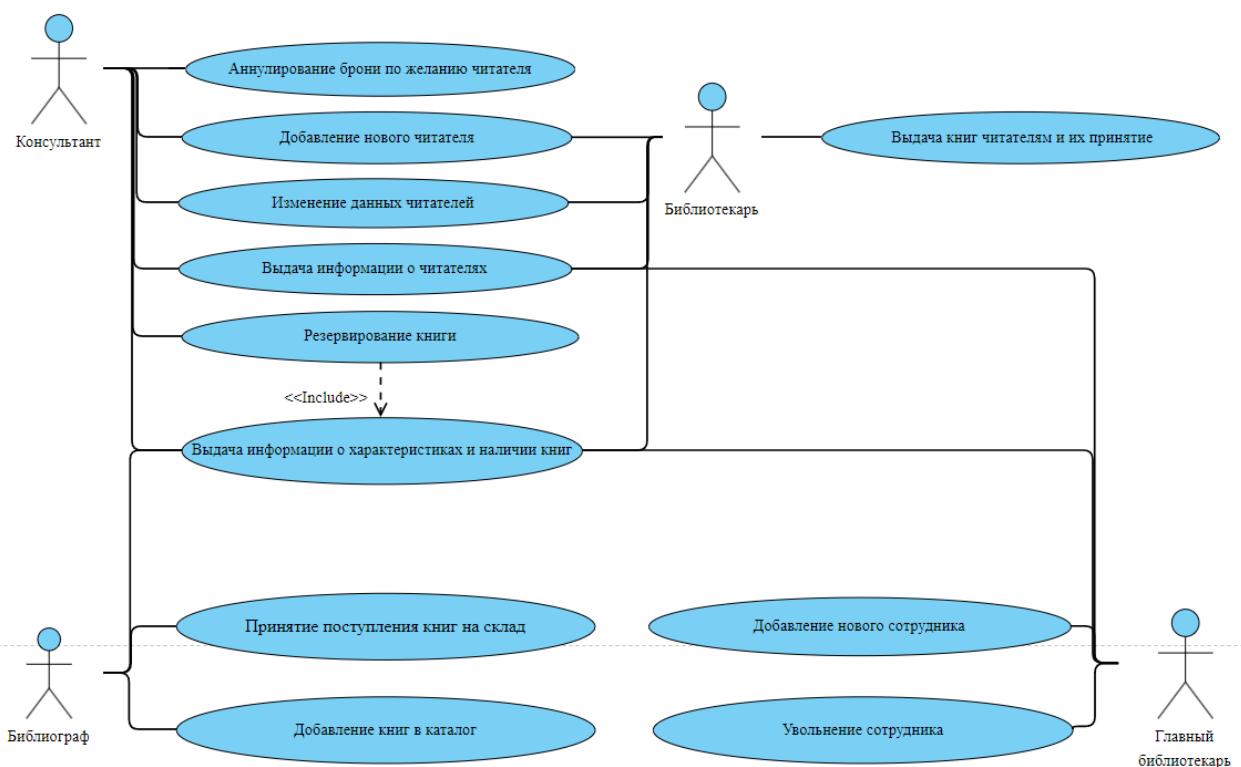 Аннулирование брони по желанию читателя
Консультант
Добавление нового читателя
Выдача книг читателям и их принятие
Изменение данных читателей
Библиотекарь
Выдача информации о читателях
Резервирование книги
<<Include>>
Выдача информации о характеристиках и наличии книг
Принятие поступления книг на склад
Добавление нового сотрудника
Библиограф
Добавление книг в каталог
Увольнение сотрудника
Главный
библиотекарь